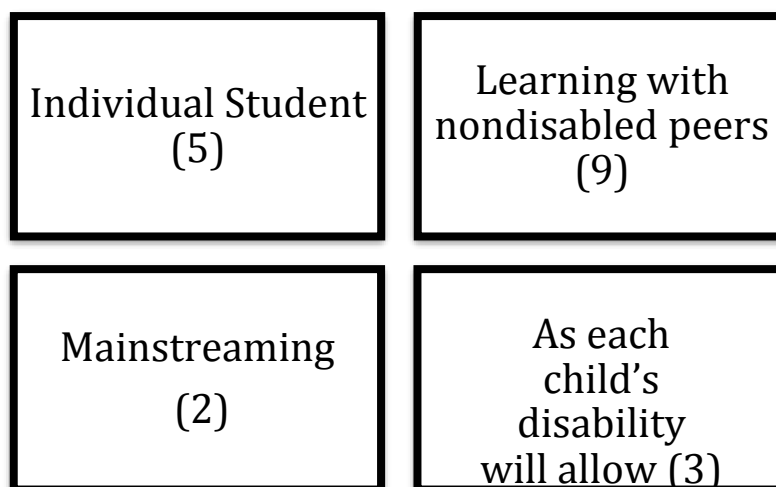 Individual Student
(5)
Learning with
nondisabled peers
(9)
Mainstreaming
(2)
As each
child’s
disability
will allow (3)